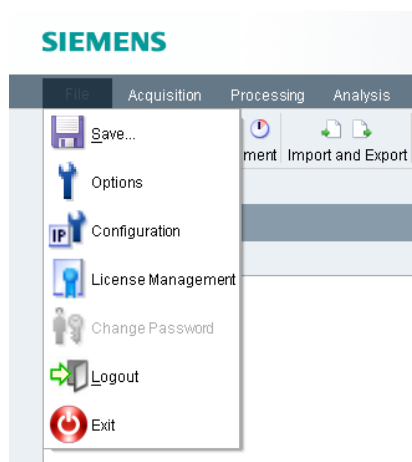 SIEMENS
File Acquisition Processing Analysis
Save...
ment Import and Export
Options
IP Configuration
License Management
Change Password
Logout
Exit